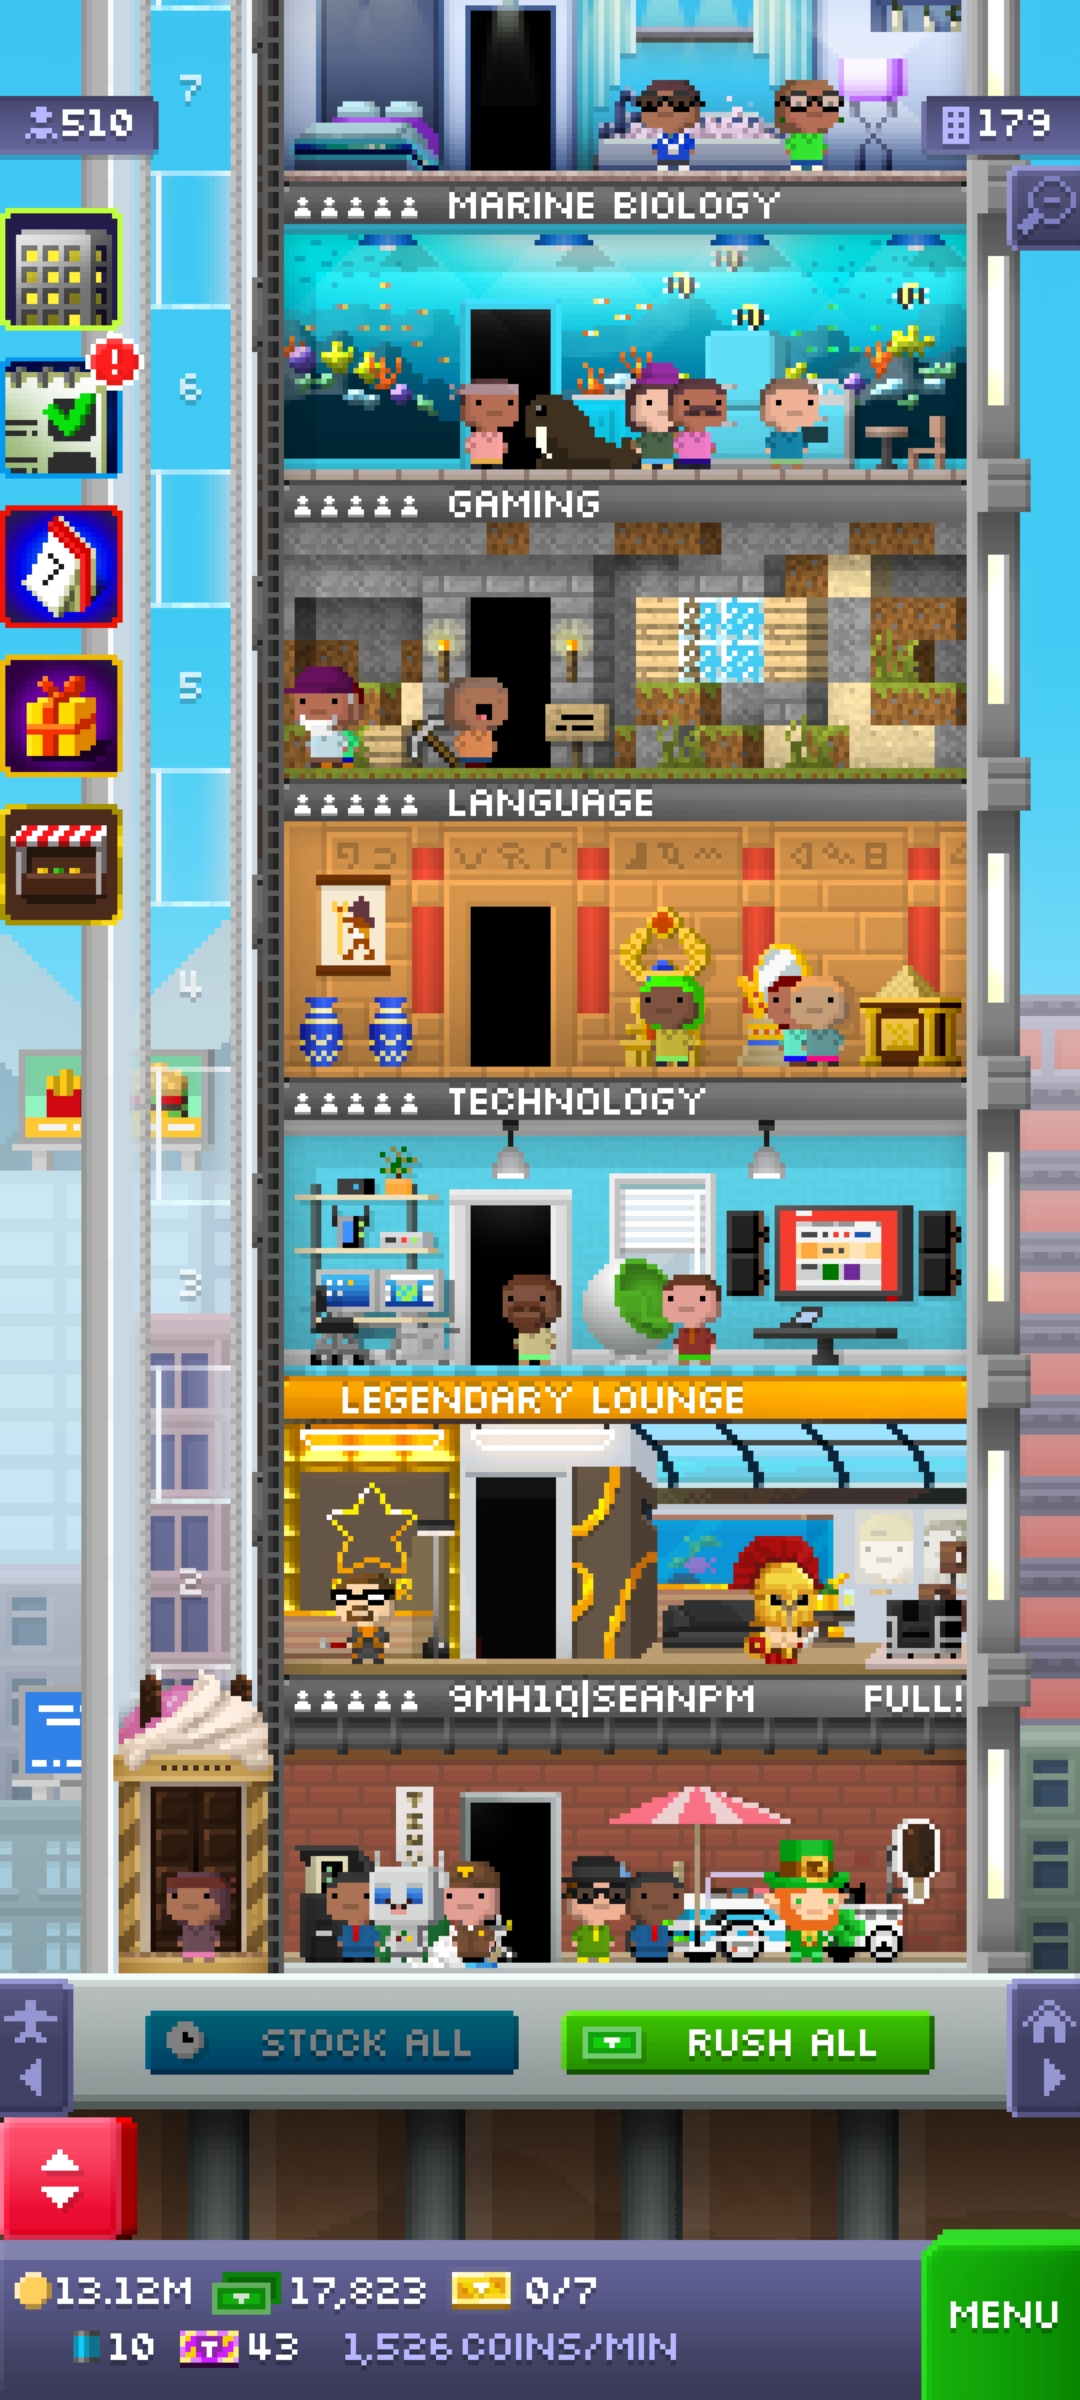 7
510
179
MARINE BIOLOGY
6
GAMING
5
LANGUAGE
4
TECHNOLOGY
3
LEGENDARY LOUNGE
2
9MH1Q|SEANPM FULL!
STOCK ALL
RUSH ALL
13.12M 17,823 0/7
10 43 1,526 COINS/MIN
MENU